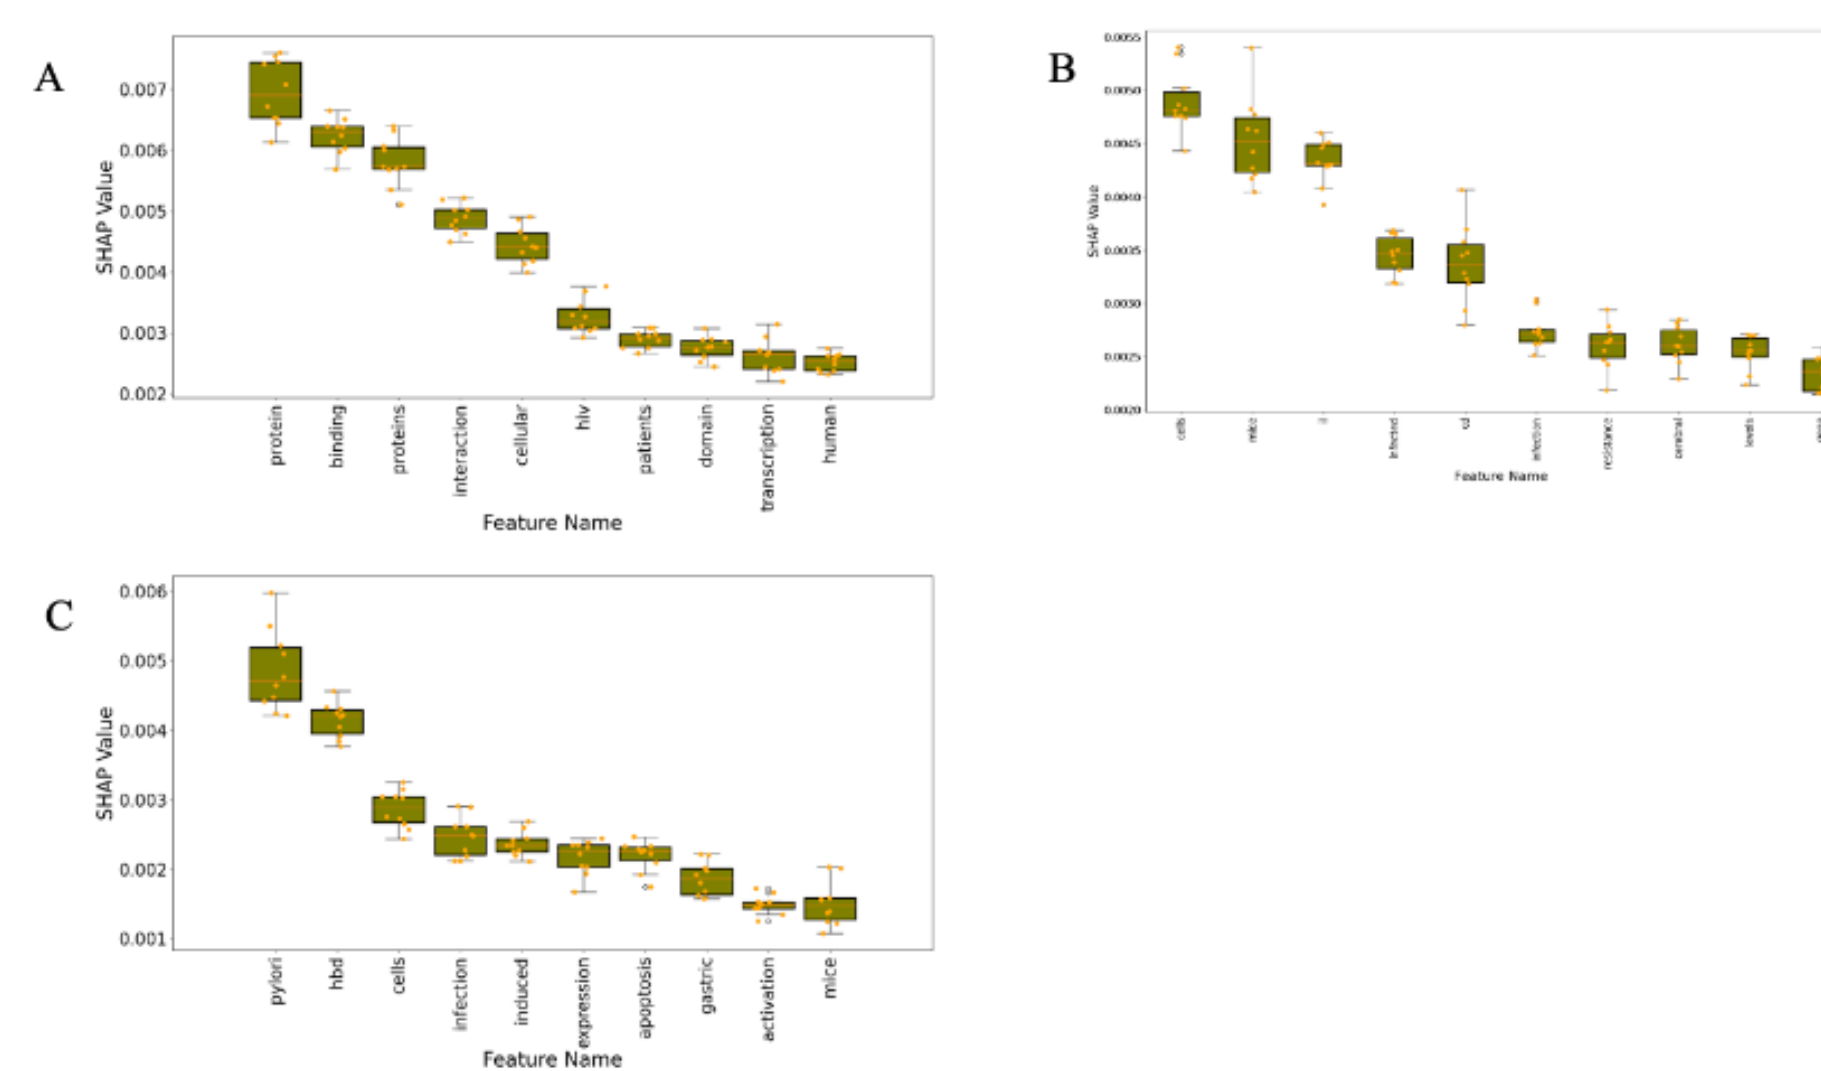 A
0.007
0.006
0.005
0.004
0.003
0.002
SHAP Value
protein
binding
proteins
interaction
cellular
hiv
patients
domain
transcription
human
Feature Name
B
0.0055
0.0050
0.0045
0.0040
0.0035
0.0030
0.0025
0.0020
SHAP Value
cells
mice
il
infected
cd
infection
resistance
cerebral
levels
Feature Name
C
0.006
0.005
0.004
0.003
0.002
0.001
SHAP Value
pylori
hbd
cells
infection
induced
expression
apoptosis
gastric
activation
mice
Feature Name